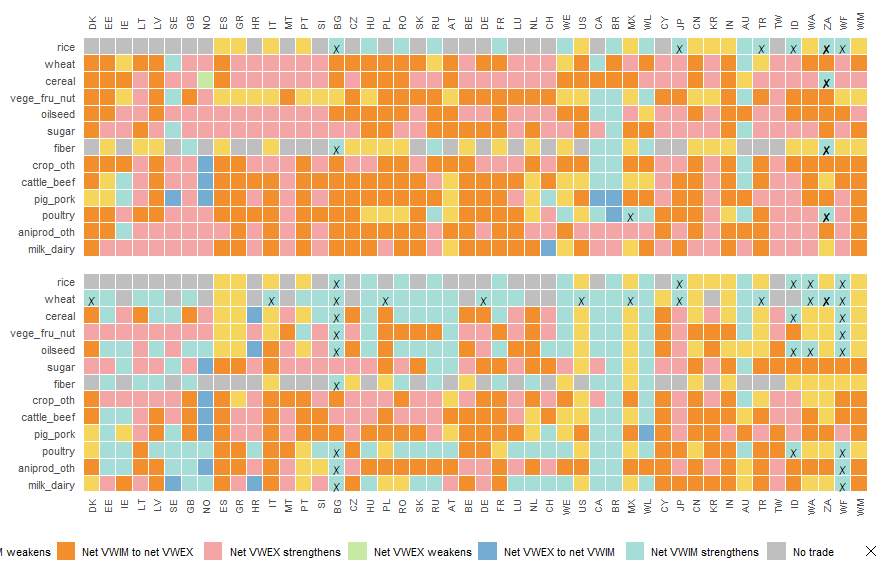 DK EE IE LT LV SE GB NO ES GR HR IT MT PT SI BG CZ HU PL RO SK RU AT BE DE FR LU NL CH WE US CA BR MX WL CY JP CN KR IN AU TR TW ID WA ZA WF WM
rice
wheat
cereal
vege_fru_nut
oilseed
sugar
fiber
crop_oth
cattle_beef
pig_pork
poultry
aniprod_oth
milk_dairy
rice
wheat
cereal
vege_fru_nut
oilseed
sugar
fiber
crop_oth
cattle_beef
pig_pork
poultry
aniprod_oth
milk_dairy
DK EE IE LT LV SE GB NO ES GR HR IT MT PT SI BG CZ HU PL RO SK RU AT BE DE FR LU NL CH WE US CA BR MX WL CY JP CN KR IN AU TR TW ID WA ZA WF WM
weakens Net VWIM to net VWEX Net VWEX strengthens Net VWEX weakens Net VWEX to net VWIM Net VWIM strengthens No trade